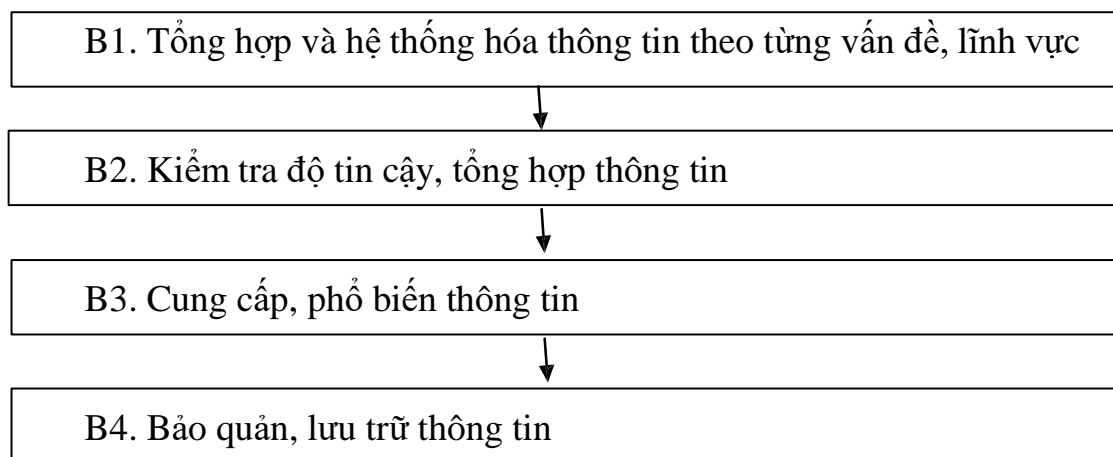 B1. Tổng hợp và hệ thống hóa thông tin theo từng vấn đề, lĩnh vực
B2. Kiểm tra độ tin cậy, tổng hợp thông tin
B3. Cung cấp, phổ biến thông tin
B4. Bảo quản, lưu trữ thông tin